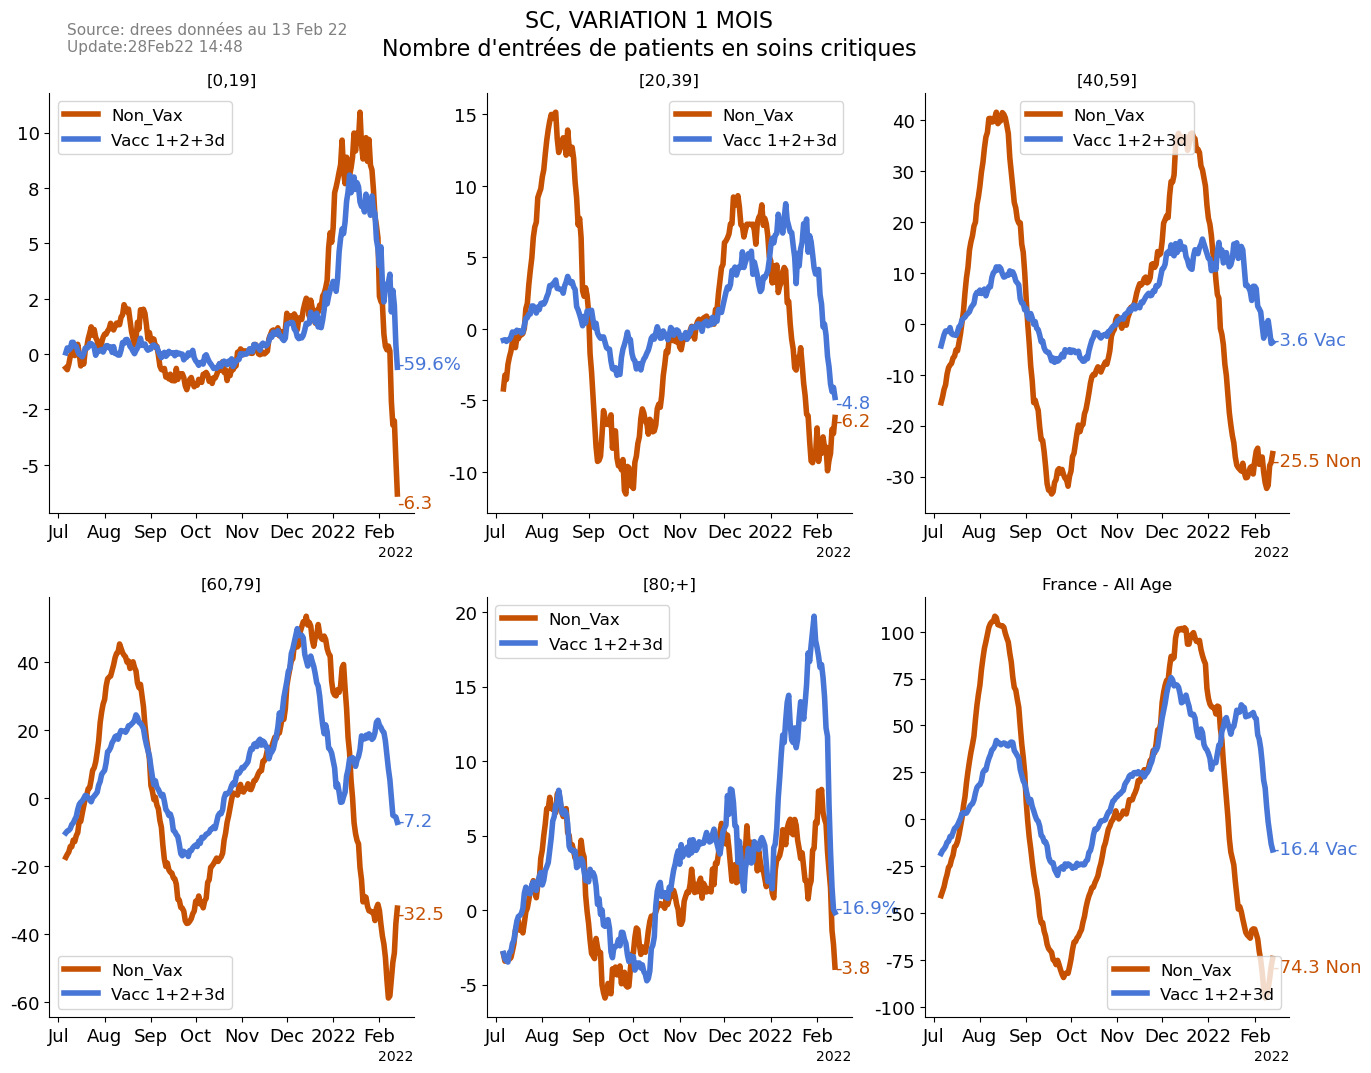 SC, VARIATION 1 MOIS
Nombre d'entrées de patients en soins critiques
Source: drees données au 13 Feb 22
Update:28Feb22 14:48
[0,19]
Non_Vax
Vacc 1+2+3d
10
8
5
2
0
-2
-5
-59.6%
-6.3
Jul Aug Sep Oct Nov Dec 2022 Feb
2022
[20,39]
Non_Vax
Vacc 1+2+3d
15
10
5
0
-5
-10
-4.8
-6.2
Jul Aug Sep Oct Nov Dec 2022 Feb
2022
[40,59]
Non_Vax
Vacc 1+2+3d
40
30
20
10
0
-10
-20
-30
-3.6 Vac
-25.5 Non
Jul Aug Sep Oct Nov Dec 2022 Feb
2022
[60,79]
40
20
0
-20
-40
-60
-7.2
-32.5
Non_Vax
Vacc 1+2+3d
Jul Aug Sep Oct Nov Dec 2022 Feb
2022
[80;+]
Non_Vax
Vacc 1+2+3d
20
15
10
5
0
-5
-16.9%
-3.8
Jul Aug Sep Oct Nov Dec 2022 Feb
2022
France - All Age
100
75
50
25
0
-25
-50
-75
-100
-16.4 Vac
-74.3 Non
Non_Vax
Vacc 1+2+3d
Jul Aug Sep Oct Nov Dec 2022 Feb
2022